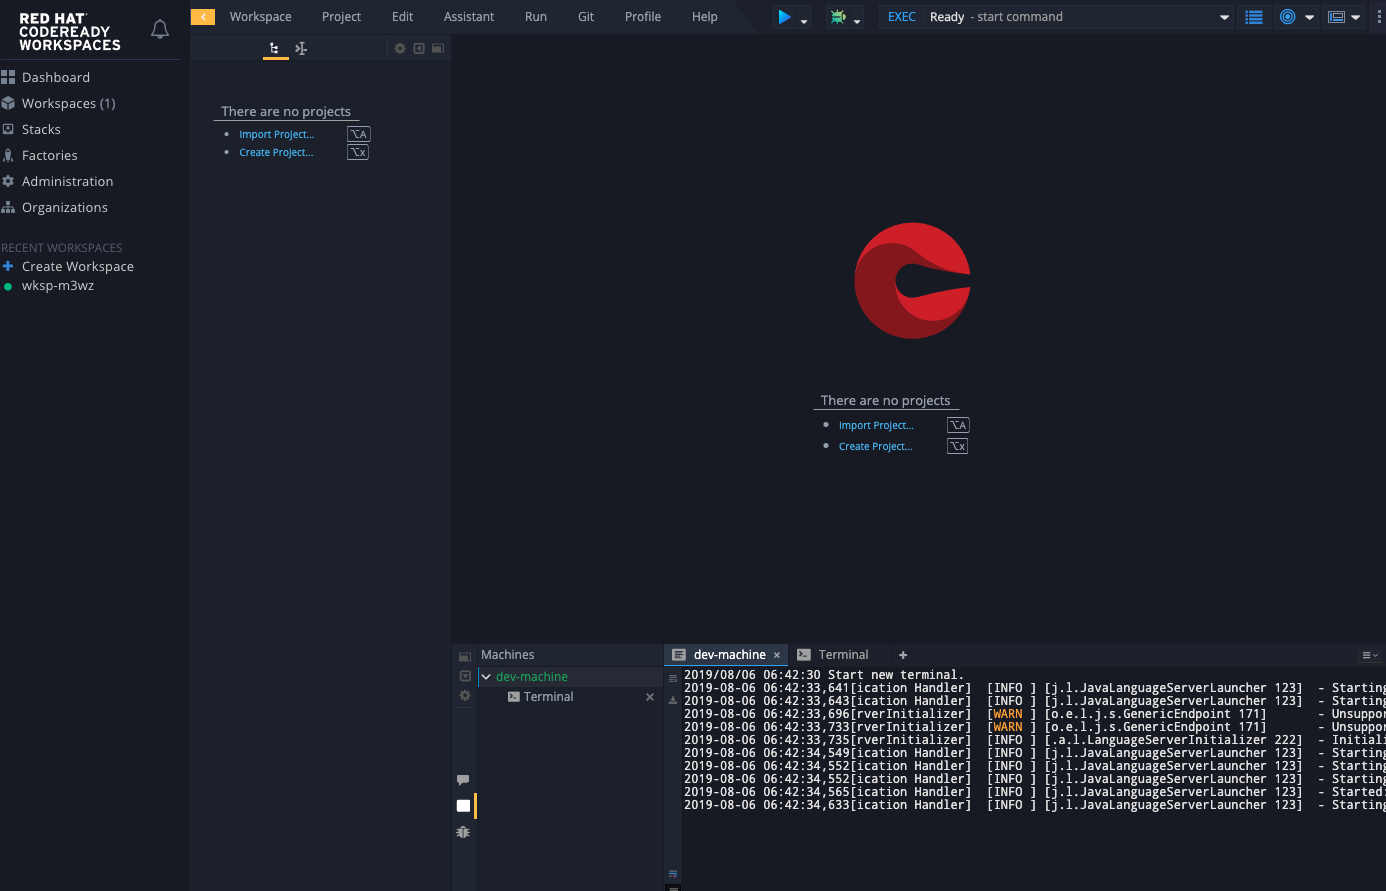 RED HAT
CODEREADY
WORKSPACES
Workspace Project Edit Assistant Run Git Profile Help
EXEC Ready - start command
Dashboard
Workspaces (1)
Stacks
Factories
Administration
Organizations
RECENT WORKSPACES
Create Workspace
wksp-m3wz
There are no projects
Import Project... ⌥A
Create Project... ⌥X
There are no projects
Import Project... ⌥A
Create Project... ⌥X
Machines
dev-machine
Terminal
dev-machine × Terminal +
2019/08/06 06:42:30 Start new terminal.
2019-08-06 06:42:33,641[ication Handler]  [INFO ] [j.l.JavaLanguageServerLauncher 123]  - Starting
2019-08-06 06:42:33,643[ication Handler]  [INFO ] [j.l.JavaLanguageServerLauncher 123]  - Starting
2019-08-06 06:42:33,696[rverInitializer]  [WARN ] [o.e.l.j.s.GenericEndpoint 171]       - Unsuppor
2019-08-06 06:42:33,733[rverInitializer]  [WARN ] [o.e.l.j.s.GenericEndpoint 171]       - Unsuppor
2019-08-06 06:42:33,735[rverInitializer]  [INFO ] [.a.l.LanguageServerInitializer 222]  - Initiali
2019-08-06 06:42:34,549[ication Handler]  [INFO ] [j.l.JavaLanguageServerLauncher 123]  - Starting
2019-08-06 06:42:34,552[ication Handler]  [INFO ] [j.l.JavaLanguageServerLauncher 123]  - Starting
2019-08-06 06:42:34,552[ication Handler]  [INFO ] [j.l.JavaLanguageServerLauncher 123]  - Starting
2019-08-06 06:42:34,565[ication Handler]  [INFO ] [j.l.JavaLanguageServerLauncher 123]  - Started
2019-08-06 06:42:34,633[ication Handler]  [INFO ] [j.l.JavaLanguageServerLauncher 123]  - Starting